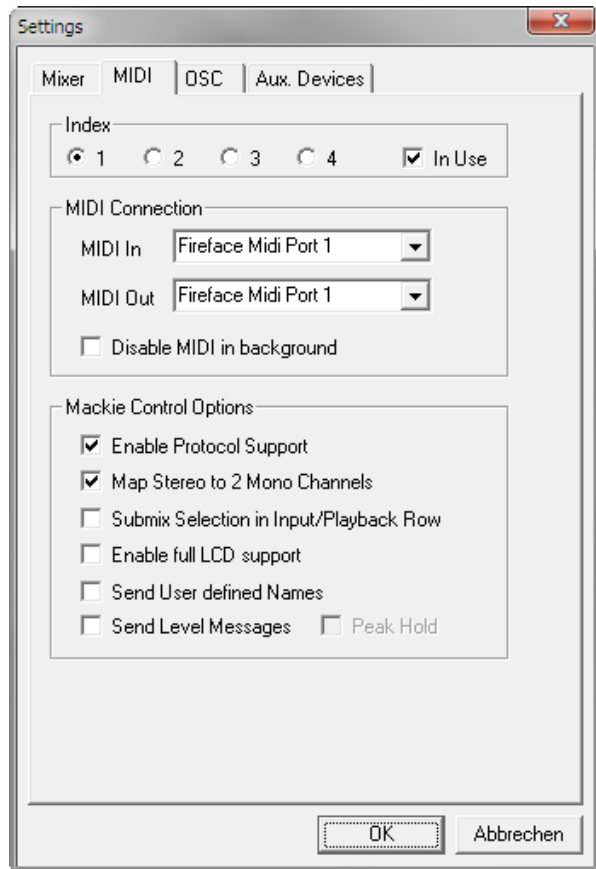 Settings
Mixer MIDI OSC Aux. Devices
Index
1 2 3 4 In Use
MIDI Connection
MIDI In Fireface Midi Port 1
MIDI Out Fireface Midi Port 1
Disable MIDI in background
Mackie Control Options
Enable Protocol Support
Map Stereo to 2 Mono Channels
Submix Selection in Input/Playback Row
Enable full LCD support
Send User defined Names
Send Level Messages Peak Hold
OK Abbrechen